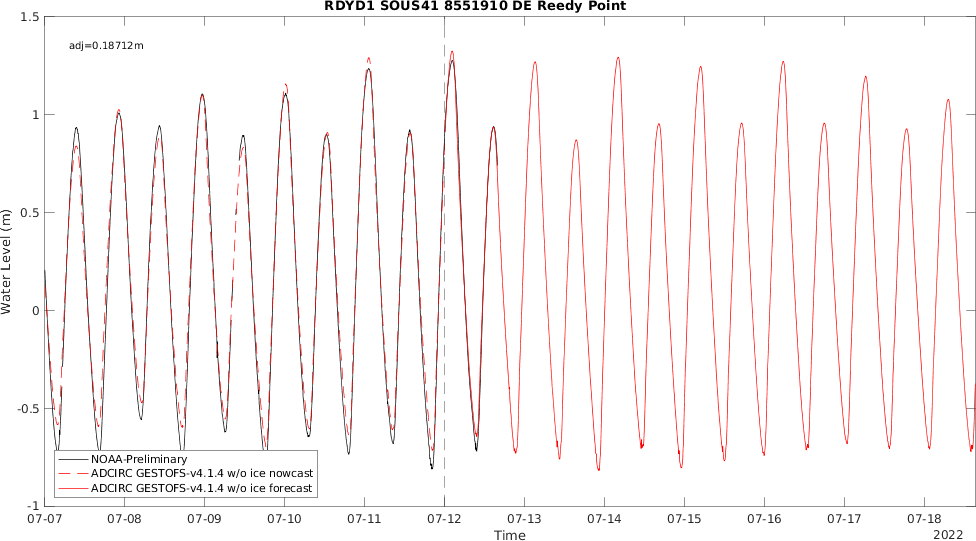 RDYD1 SOUS41 8551910 DE Reedy Point
adj=0.18712m
1.5
1
0.5
0
-0.5
-1
Water Level (m)
NOAA-Preliminary
ADCIRC GESTOFS-v4.1.4 w/o ice nowcast
ADCIRC GESTOFS-v4.1.4 w/o ice forecast
07-07 07-08 07-09 07-10 07-11 07-12 07-13 07-14 07-15 07-16 07-17 07-18
Time
2022